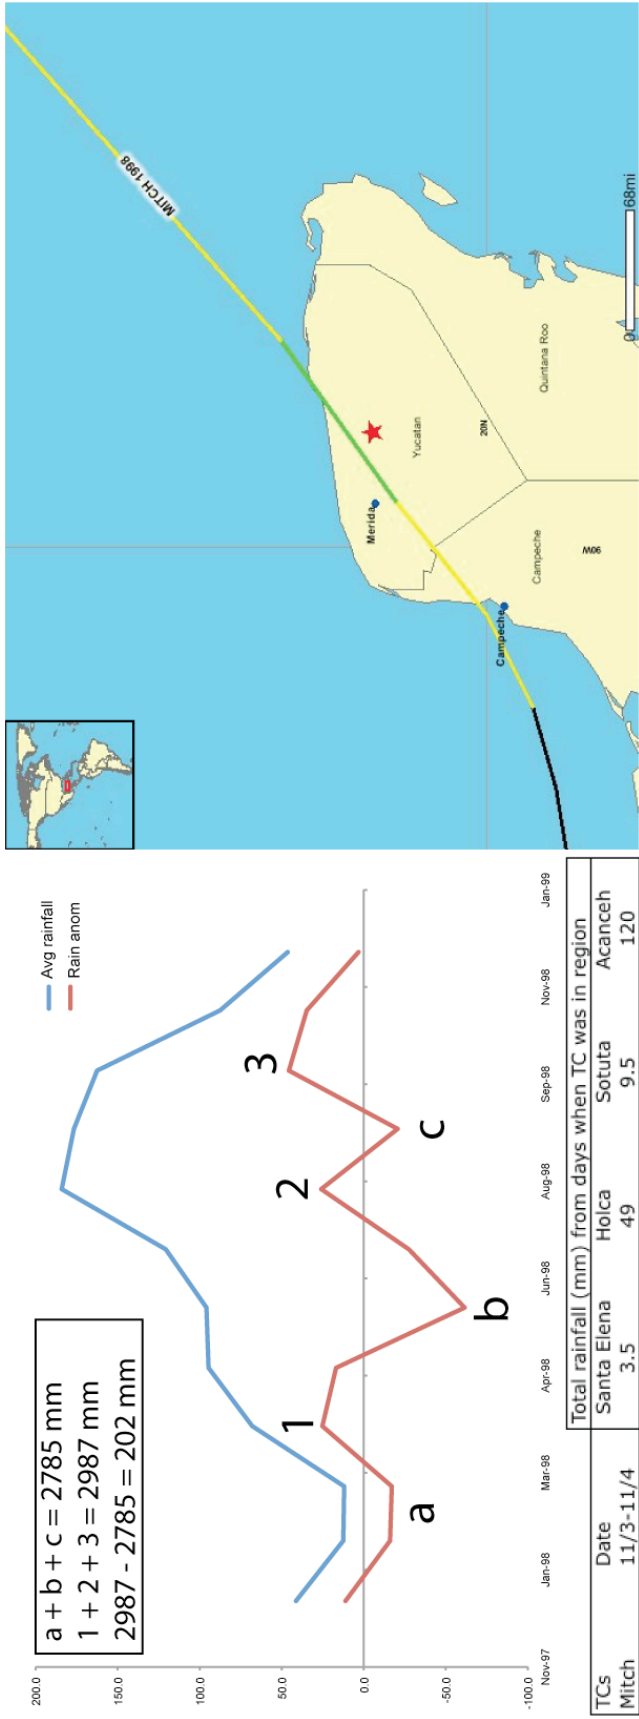 a + b + c = 2785 mm
1 + 2 + 3 = 2987 mm
2987 - 2785 = 202 mm
Avg rainfall
Rain anom
200.0
150.0
100.0
50.0
0.0
-50.0
-100.0
a
1
b
2
c
3
Nov-97
Jan-98
Mar-98
Apr-98
Jun-98
Aug-98
Sep-98
Nov-98
Jan-99
Total rainfall (mm) from days when TC was in region
TCs Date Santa Elena Holca Sotuta Acanceh
Mitch 11/3-11/4 3.5 49 9.5 120
MITCH 1998
Merida
Yucatan
Campeche
Campeche
Quintana Roo
20N
90W
0 68mi